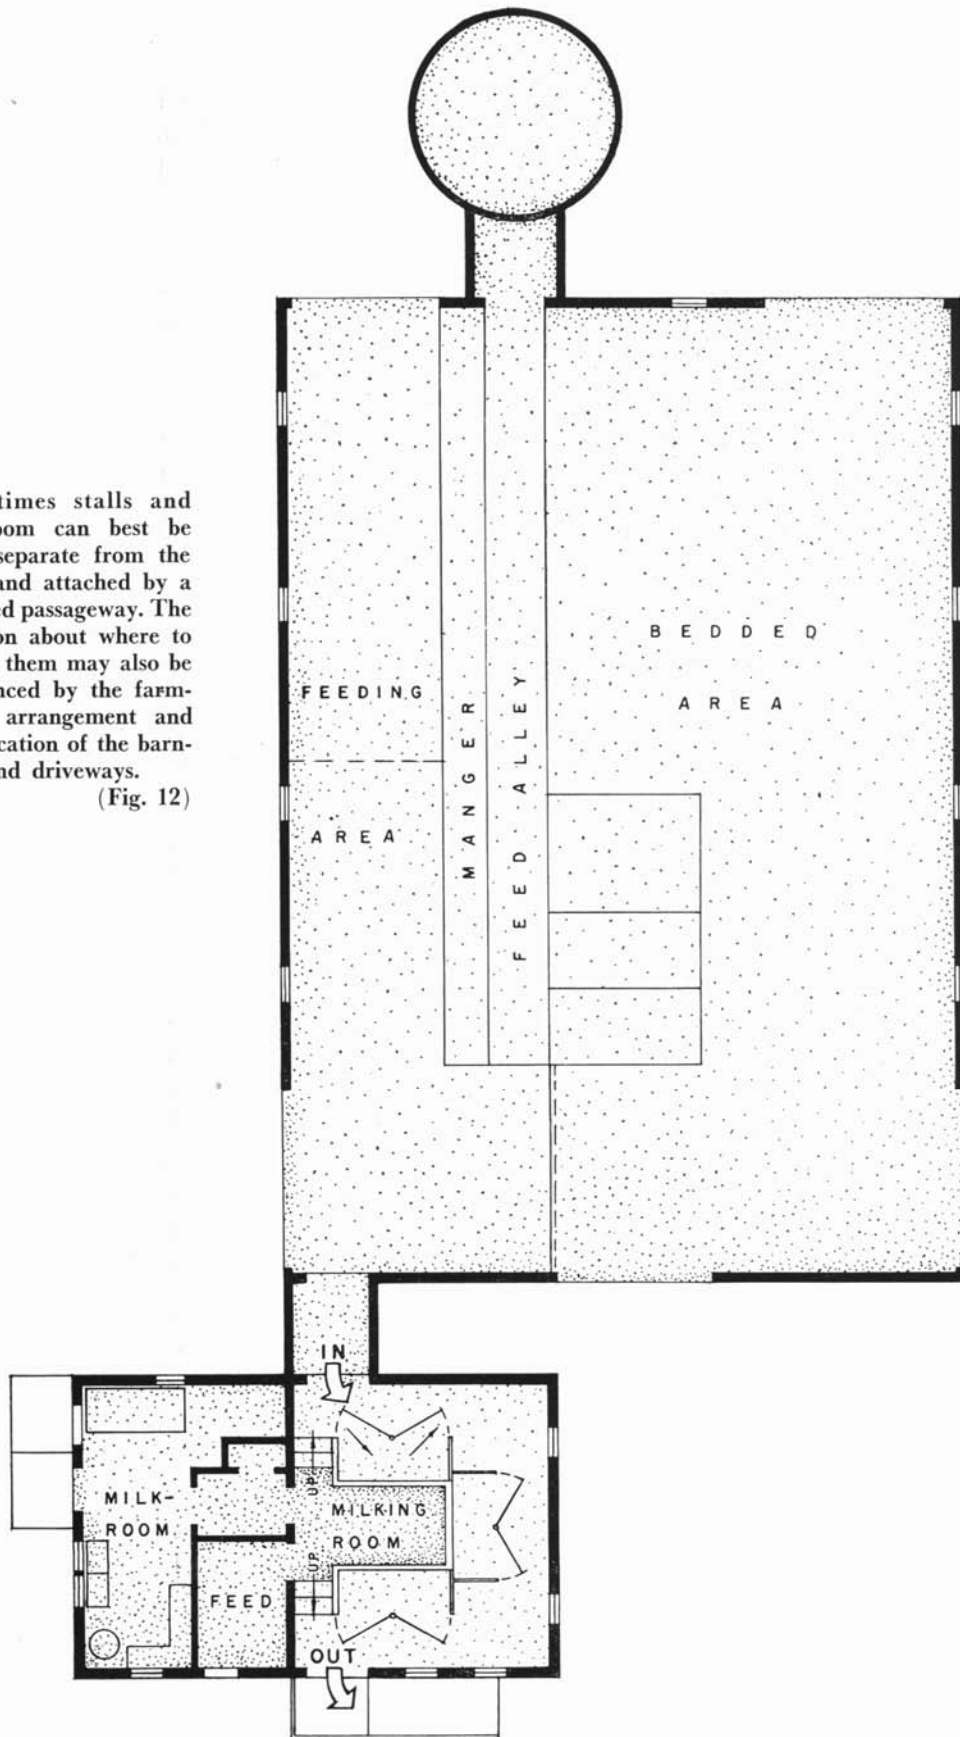 times stalls and
oom can best be
separate from the
and attached by a
ed passageway. The
on about where to
them may also be
nced by the farm-
arrangement and
cation of the barn-
nd driveways.
(Fig. 12)
BEDDED
AREA
FEEDING
AREA
MANGER
FEED ALLEY
IN
UP
MILK-
ROOM
MILKING
ROOM
UP
FEED
OUT